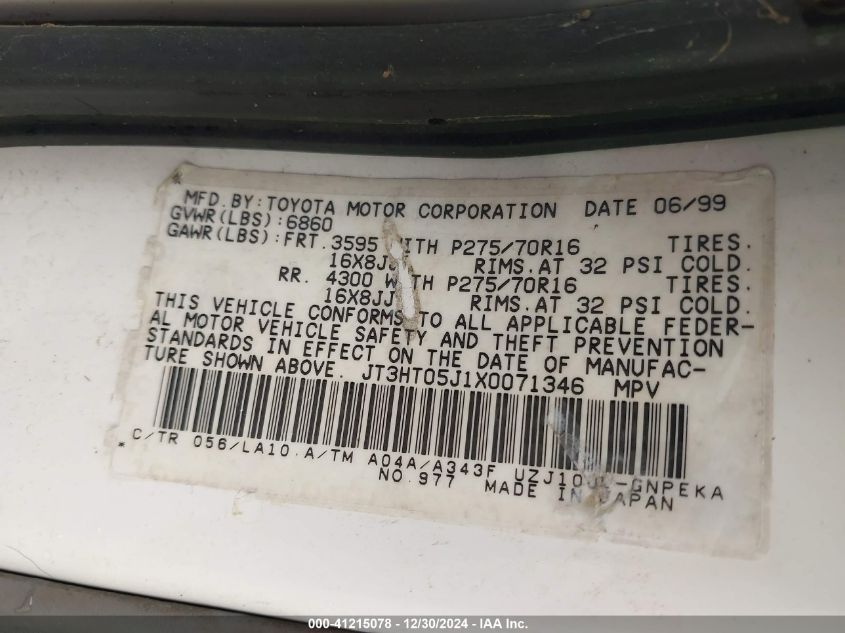 MFD.BY:TOYOTA MOTOR CORPORATION DATE 06/99
GVWR(LBS):6860
GAWR(LBS):FRT.3595 WITH P275/70R16 TIRES.
16X8JJ RIMS.AT 32 PSI COLD.
RR. 4300 WITH P275/70R16 TIRES.
16X8JJ RIMS.AT 32 PSI COLD.
THIS VEHICLE CONFORMS TO ALL APPLICABLE FEDER-
AL MOTOR VEHICLE SAFETY AND THEFT PREVENTION
STANDARDS IN EFFECT ON THE DATE OF MANUFAC-
TURE SHOWN ABOVE. JT3HT05J1X0071346 MPV
* C/TR 056/LA10.A/TM A04A/A343F UZJ100L-GNPEKA
NO.977 MADE IN JAPAN
000-41215078 - 12/30/2024 - IAA Inc.